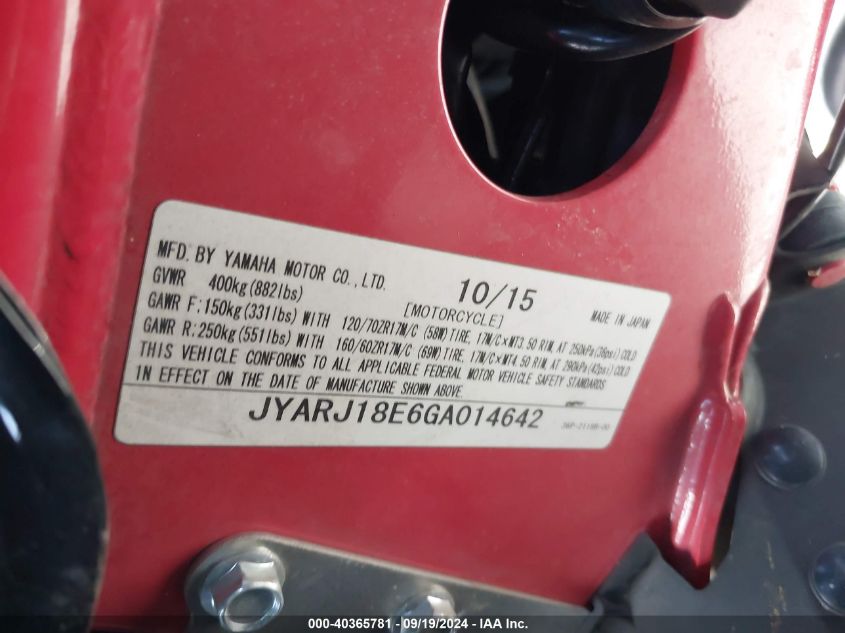 MFD. BY YAMAHA MOTOR CO., LTD. 10/15 MADE IN JAPAN
GVWR 400kg(882lbs) [MOTORCYCLE]
GAWR F:150kg(331lbs) WITH 120/70ZR17M/C (58W)TIRE, 17M/C×MT3.50 RIM, AT 250kPa(36psi) COLD
GAWR R:250kg(551lbs) WITH 160/60ZR17M/C (69W)TIRE, 17M/C×MT4.50 RIM, AT 290kPa(42psi) COLD
THIS VEHICLE CONFORMS TO ALL APPLICABLE FEDERAL MOTOR VEHICLE SAFETY STANDARDS
IN EFFECT ON THE DATE OF MANUFACTURE SHOWN ABOVE.
JYARJ18E6GA014642
000-40365781 - 09/19/2024 - IAA Inc.